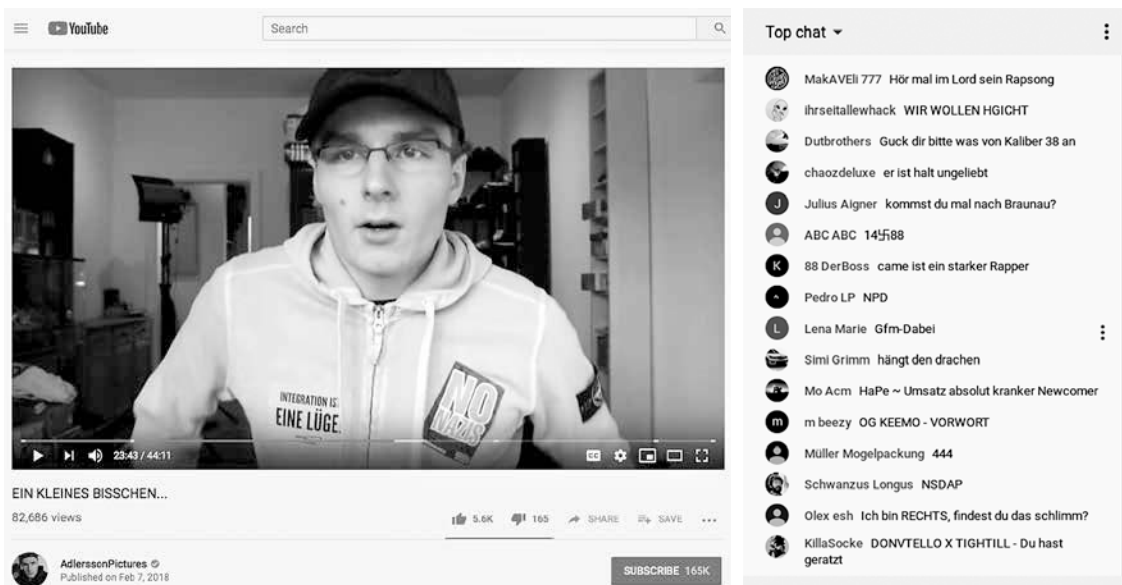 YouTube
Search
INTEGRATION IST
EINE LÜGE.
NO
NAZIS
23:43 / 44:11
CC
EIN KLEINES BISSCHEN...
82,686 views
5.6K
165
SHARE
SAVE
AdlerssonPictures
Published on Feb 7, 2018
SUBSCRIBE 165K
Top chat
MakAVEli 777 Hör mal im Lord sein Rapsong
ihrseitallewhack WIR WOLLEN HGICHT
Dutbrothers Guck dir bitte was von Kaliber 38 an
chaozdeluxe er ist halt ungeliebt
J
Julius Aigner kommst du mal nach Braunau?
ABC ABC 14卐88
K
88 DerBoss came ist ein starker Rapper
Pedro LP NPD
L
Lena Marie Gfm-Dabei
Simi Grimm hängt den drachen
Mo Acm HaPe ~ Umsatz absolut kranker Newcomer
m
m beezy OG KEEMO - VORWORT
Müller Mogelpackung 444
Schwanzus Longus NSDAP
Olex esh Ich bin RECHTS, findest du das schlimm?
KillaSocke DONVTELLO X TIGHTILL - Du hast
geratzt